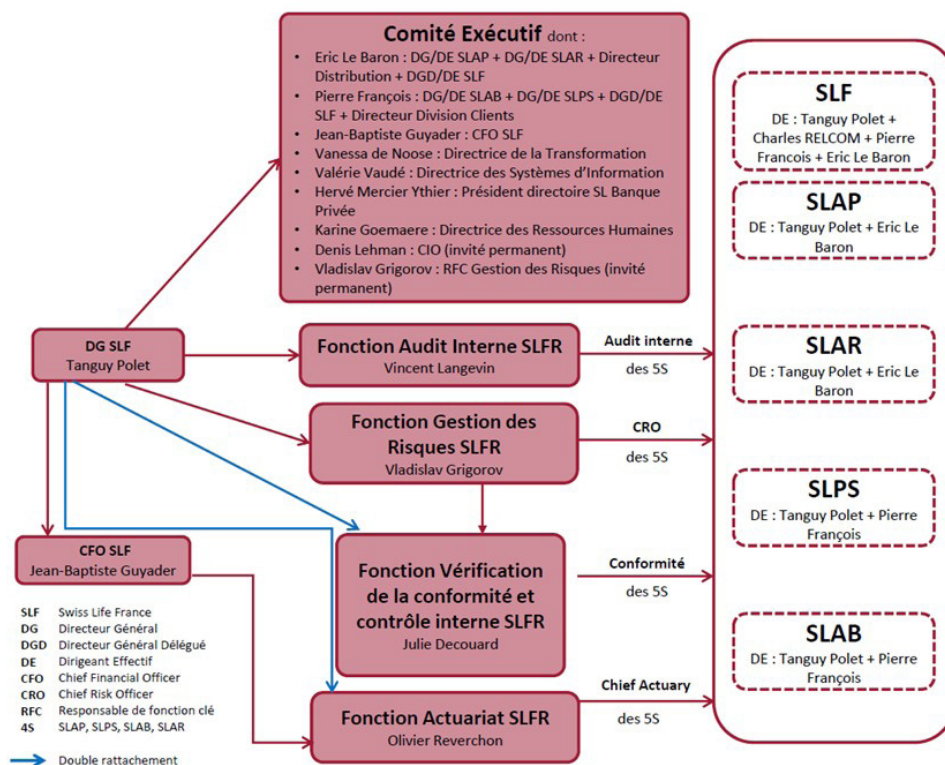 Comité Exécutif dont :
• Eric Le Baron : DG/DE SLAP + DG/DE SLAR + Directeur
Distribution + DGD/DE SLF
• Pierre François : DG/DE SLAB + DG/DE SLPS + DGD/DE
SLF + Directeur Division Clients
• Jean-Baptiste Guyader : CFO SLF
• Vanessa de Noose : Directrice de la Transformation
• Valérie Vaudé : Directrice des Systèmes d'Information
• Hervé Mercier Ythier : Président directoire SL Banque
Privée
• Karine Goemaere : Directrice des Ressources Humaines
• Denis Lehman : CIO (invité permanent)
• Vladislav Grigorov : RFC Gestion des Risques (invité
permanent)
SLF
DE : Tanguy Polet +
Charles RELCOM + Pierre
Francois + Eric Le Baron
SLAP
DE : Tanguy Polet + Eric Le
Baron
DG SLF
Tanguy Polet
Fonction Audit Interne SLFR
Vincent Langevin
Audit interne
des 5S
SLAR
DE : Tanguy Polet + Eric Le
Baron
Fonction Gestion des
Risques SLFR
Vladislav Grigorov
CRO
des 5S
SLPS
DE : Tanguy Polet + Pierre
François
CFO SLF
Jean-Baptiste Guyader
Fonction Vérification
de la conformité et
contrôle interne SLFR
Julie Decouard
Conformité
des 5S
SLAB
DE : Tanguy Polet + Pierre
François
Fonction Actuariat SLFR
Olivier Reverchon
Chief Actuary
des 5S
SLF Swiss Life France
DG Directeur Général
DGD Directeur Général Délégué
DE Dirigeant Effectif
CFO Chief Financial Officer
CRO Chief Risk Officer
RFC Responsable de fonction clé
4S SLAP, SLPS, SLAB, SLAR
Double rattachement